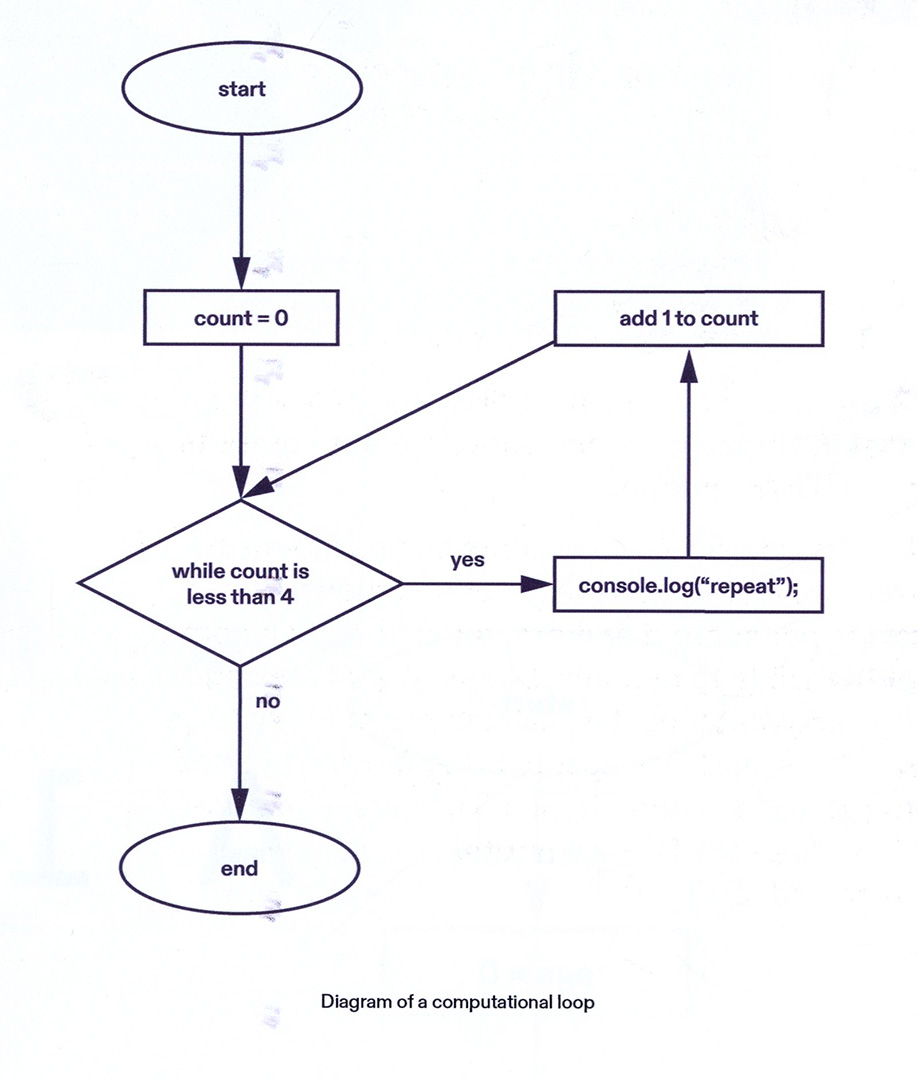 start
count = 0
add 1 to count
while count is
less than 4
yes
console.log(“repeat”);
no
end
Diagram of a computational loop